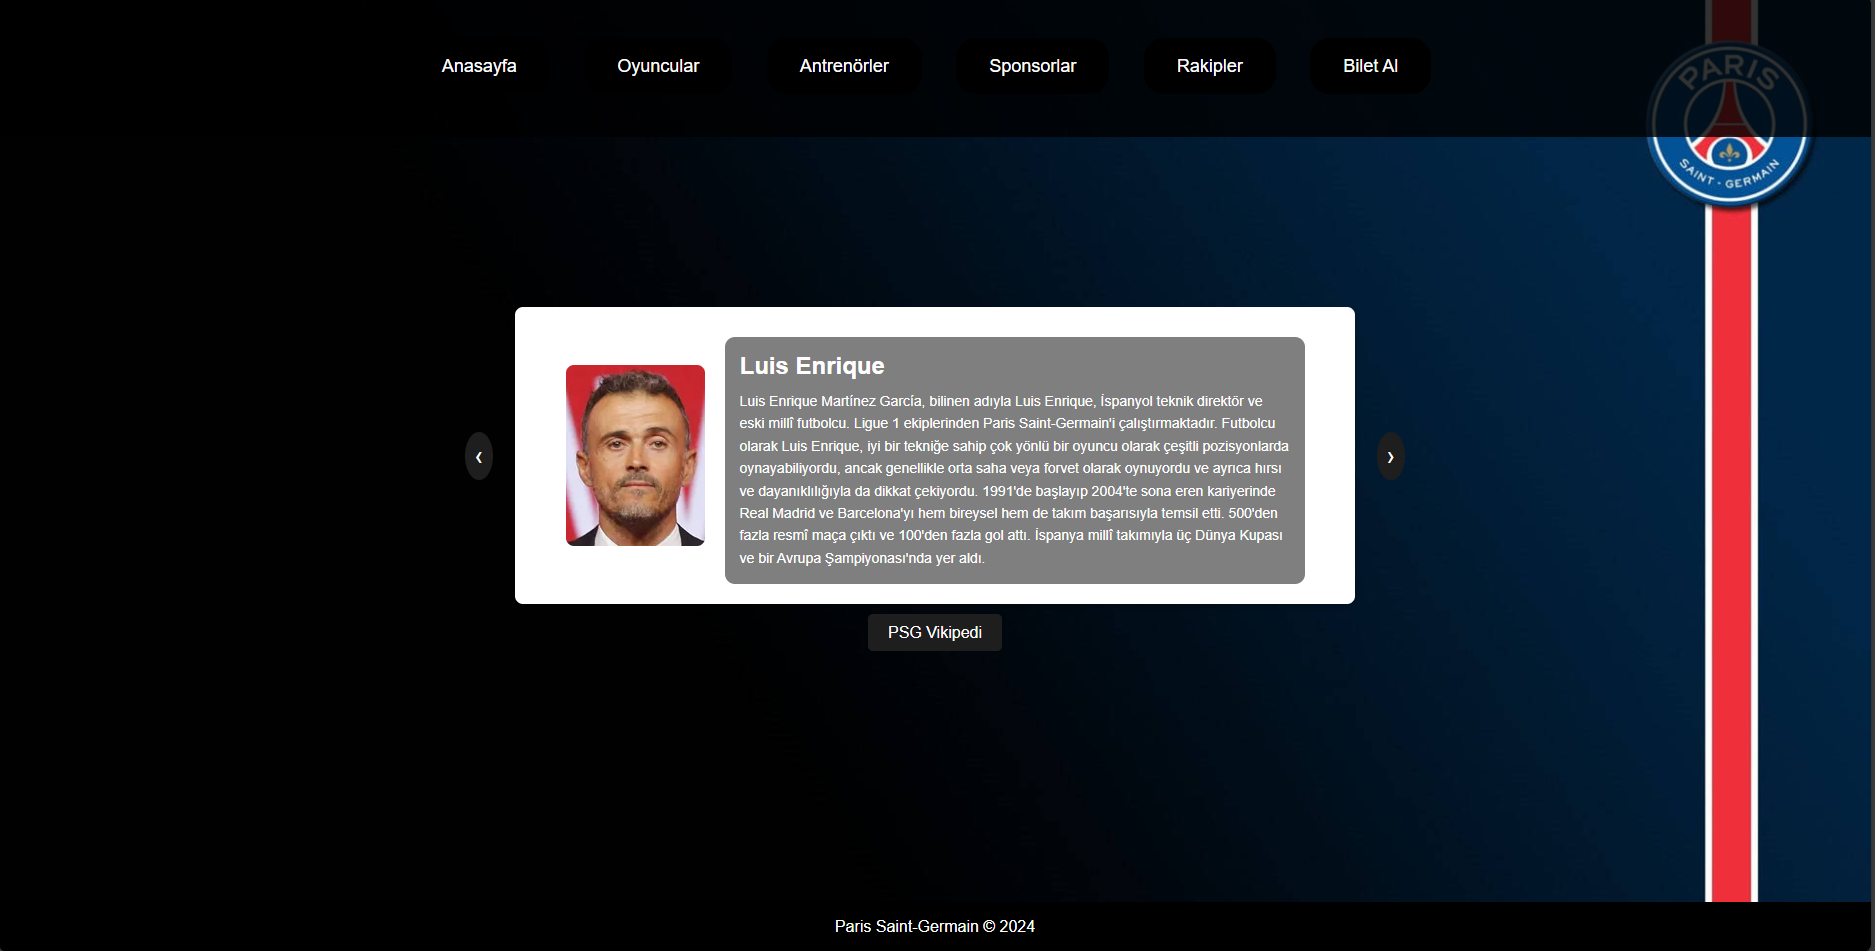 Anasayfa Oyuncular Antrenörler Sponsorlar Rakipler Bilet Al
PARIS
SAINT - GERMAIN
Luis Enrique
Luis Enrique Martínez García, bilinen adıyla Luis Enrique, İspanyol teknik direktör ve
eski millî futbolcu. Ligue 1 ekiplerinden Paris Saint-Germain'i çalıştırmaktadır. Futbolcu
olarak Luis Enrique, iyi bir tekniğe sahip çok yönlü bir oyuncu olarak çeşitli pozisyonlarda
oynayabiliyordu, ancak genellikle orta saha veya forvet olarak oynuyordu ve ayrıca hırsı
ve dayanıklılığıyla da dikkat çekiyordu. 1991'de başlayıp 2004'te sona eren kariyerinde
Real Madrid ve Barcelona'yı hem bireysel hem de takım başarısıyla temsil etti. 500'den
fazla resmî maça çıktı ve 100'den fazla gol attı. İspanya millî takımıyla üç Dünya Kupası
ve bir Avrupa Şampiyonası'nda yer aldı.
❮
❯
PSG Vikipedi
Paris Saint-Germain © 2024